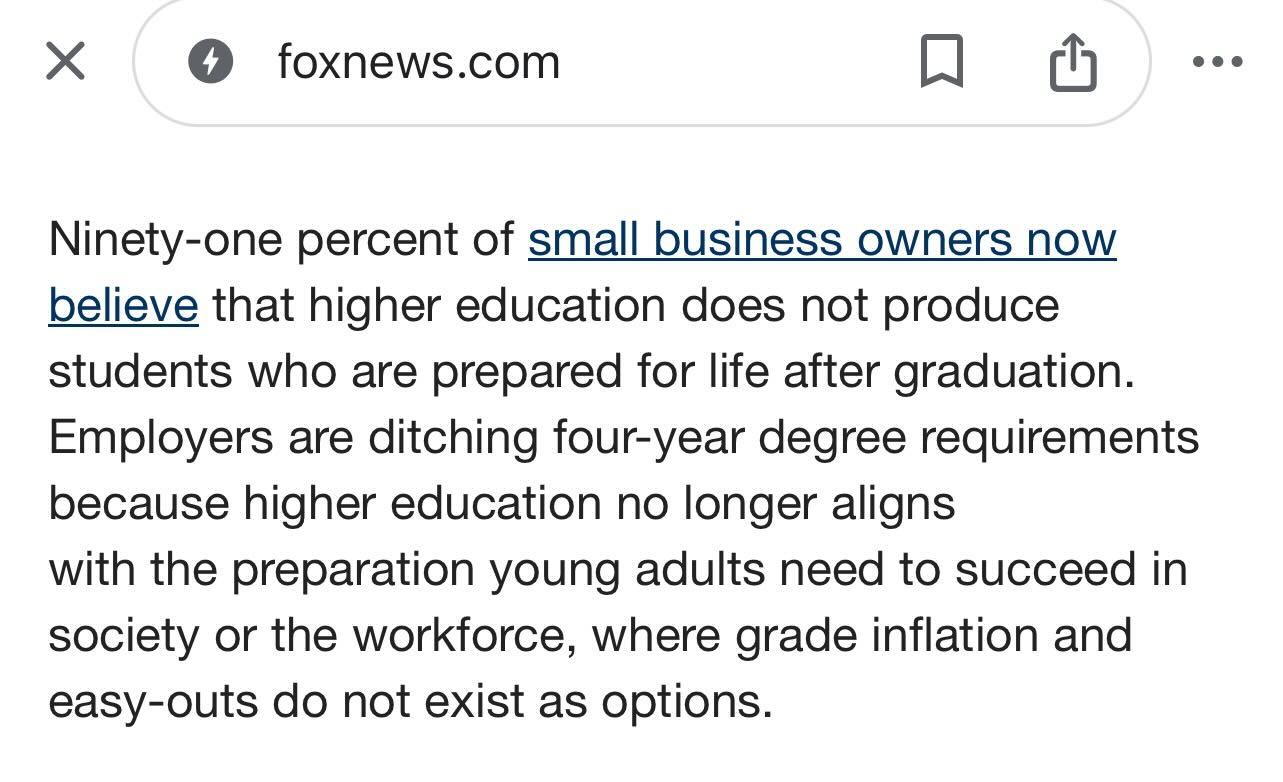 foxnews.com
Ninety-one percent of small business owners now
believe that higher education does not produce
students who are prepared for life after graduation.
Employers are ditching four-year degree requirements
because higher education no longer aligns
with the preparation young adults need to succeed in
society or the workforce, where grade inflation and
easy-outs do not exist as options.